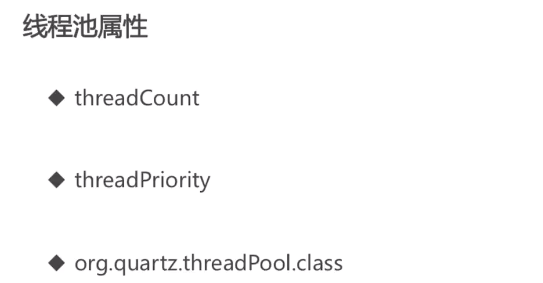 线程池属性
◆ threadCount
◆ threadPriority
◆ org.quartz.threadPool.class